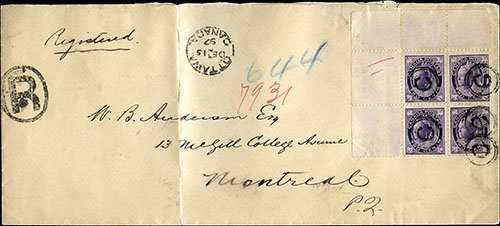 Registered.
OTTAWA
DE 15
97
CANADA
644
7931
R
W. B. Anderson Esq
13 McGill College Avenue
Montreal
P.Q.